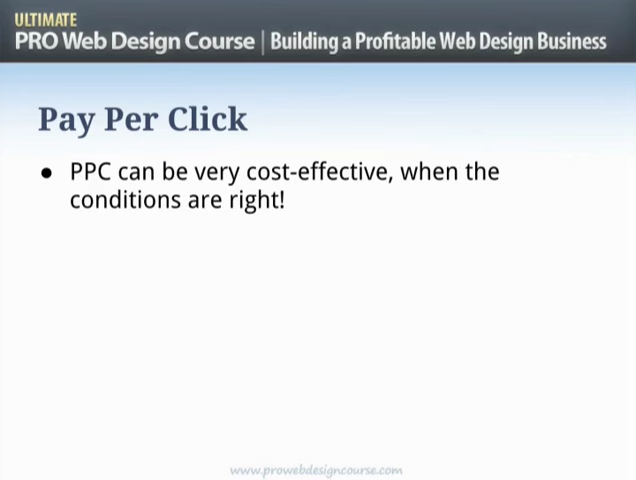 ULTIMATE
PRO Web Design Course | Building a Profitable Web Design Business
Pay Per Click
● PPC can be very cost-effective, when the
conditions are right!
www.prowebdesigncourse.com